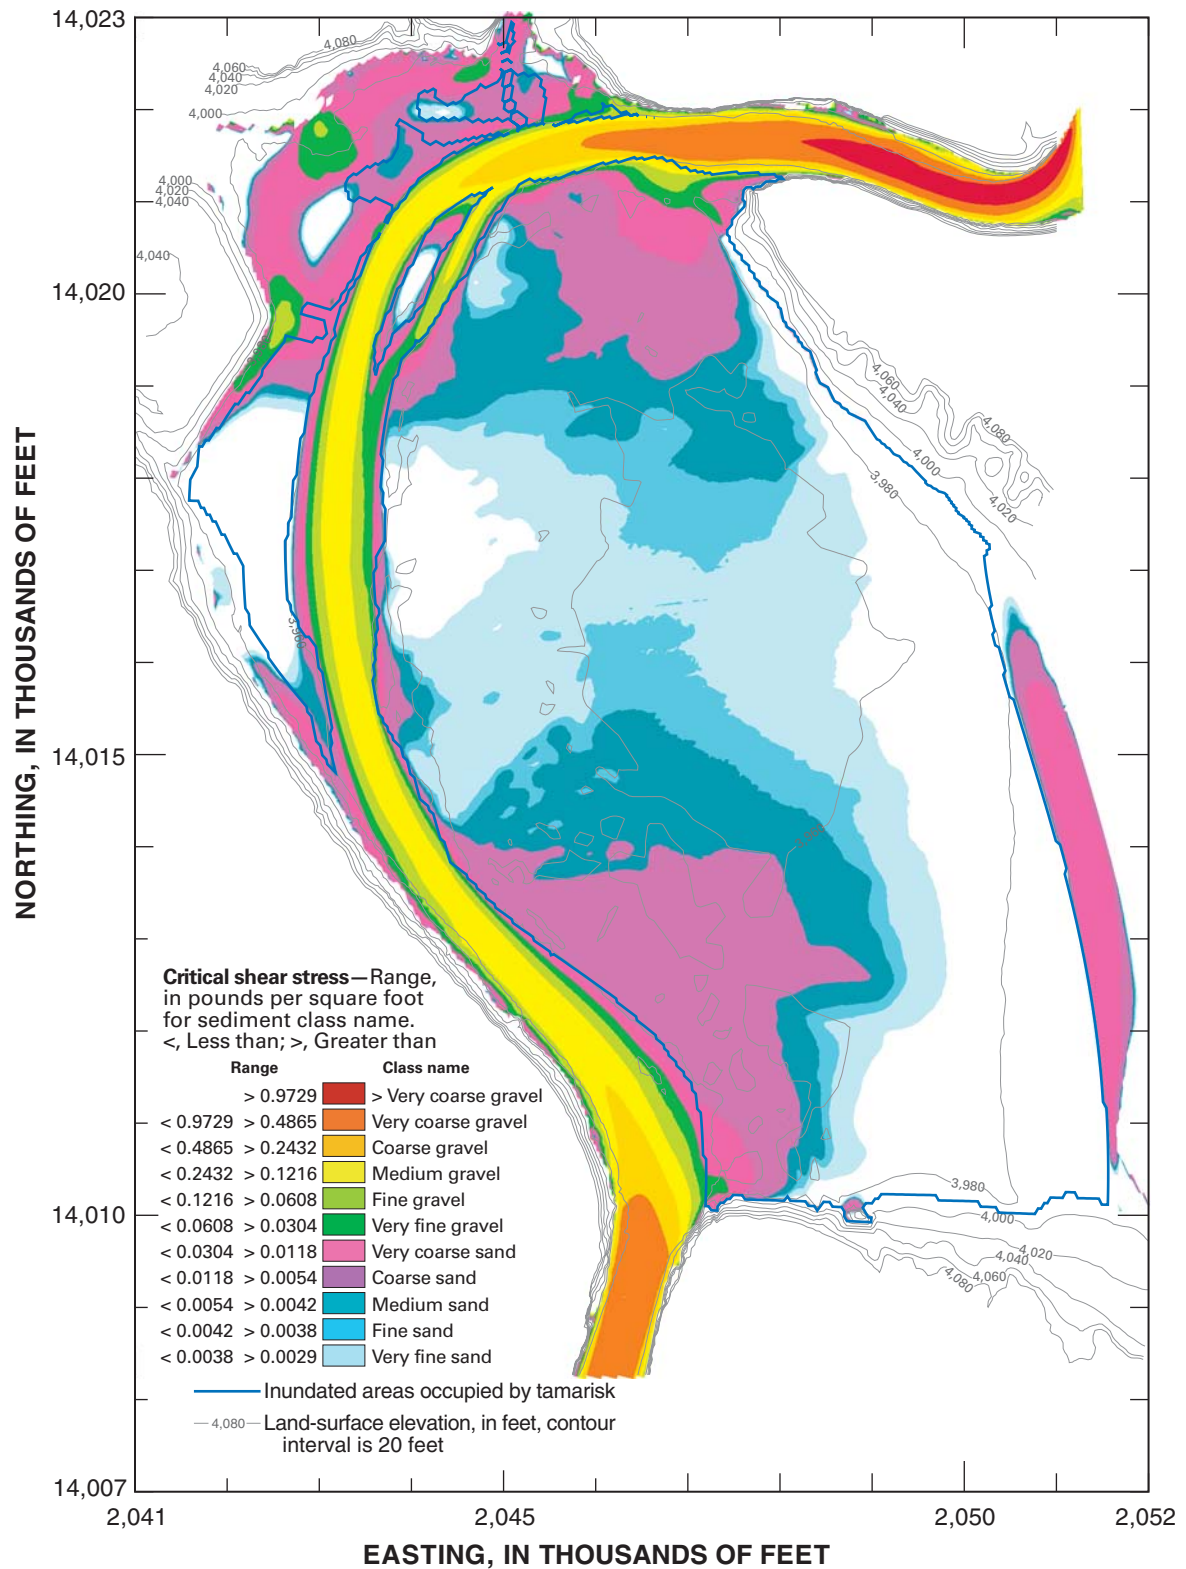 14,023
14,020
14,015
14,010
14,007
NORTHING, IN THOUSANDS OF FEET
4,080
4,060
4,040
4,020
4,000
4,000
4,020
4,040
4,040
4,060
4,040
4,080
4,000
3,980
4,020
3,960
3,980
4,000
4,020
4,040
4,060
4,080
Critical shear stress—Range,
in pounds per square foot
for sediment class name.
<, Less than; >, Greater than
Range Class name
> 0.9729 > Very coarse gravel
< 0.9729 > 0.4865 Very coarse gravel
< 0.4865 > 0.2432 Coarse gravel
< 0.2432 > 0.1216 Medium gravel
< 0.1216 > 0.0608 Fine gravel
< 0.0608 > 0.0304 Very fine gravel
< 0.0304 > 0.0118 Very coarse sand
< 0.0118 > 0.0054 Coarse sand
< 0.0054 > 0.0042 Medium sand
< 0.0042 > 0.0038 Fine sand
< 0.0038 > 0.0029 Very fine sand
Inundated areas occupied by tamarisk
4,080 Land-surface elevation, in feet, contour
interval is 20 feet
2,041 2,045 2,050 2,052
EASTING, IN THOUSANDS OF FEET